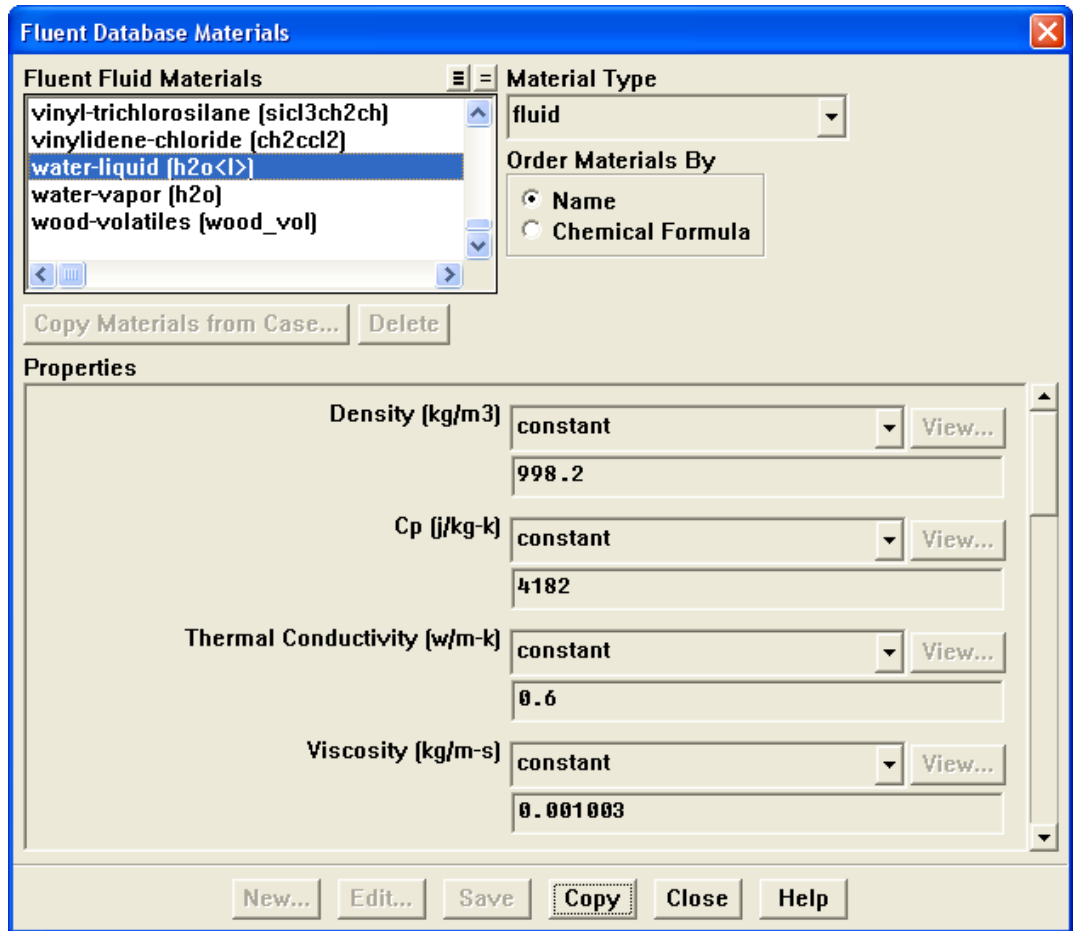 Fluent Database Materials
Fluent Fluid Materials
vinyl-trichlorosilane (sicl3ch2ch)
vinylidene-chloride (ch2ccl2)
water-liquid (h2o<l>)
water-vapor (h2o)
wood-volatiles (wood_vol)
Material Type
fluid
Order Materials By
Name
Chemical Formula
Copy Materials from Case... Delete
Properties
Density (kg/m3) constant View...
998.2
Cp (j/kg-k) constant View...
4182
Thermal Conductivity (w/m-k) constant View...
0.6
Viscosity (kg/m-s) constant View...
0.001003
New... Edit... Save Copy Close Help